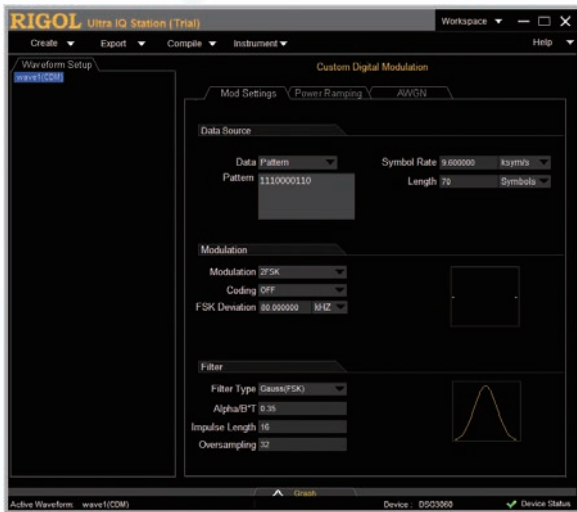 RIGOL Ultra IQ Station (Trial) Workspace
Create Export Compile Instrument Help
Waveform Setup
wave1(CDM)
Custom Digital Modulation
Mod Settings Power Ramping AWGN
Data Source
Data Pattern Symbol Rate 9.600000 ksym/s
Pattern 1110000110 Length 70 Symbols
Modulation
Modulation 2FSK
Coding OFF
FSK Deviation 80.000000 kHZ
Filter
Filter Type Gauss(FSK)
Alpha/B*T 0.35
Impulse Length 16
Oversampling 32
Graph
Active Waveform: wave1(CDM) Device : DSG3060 Device Status